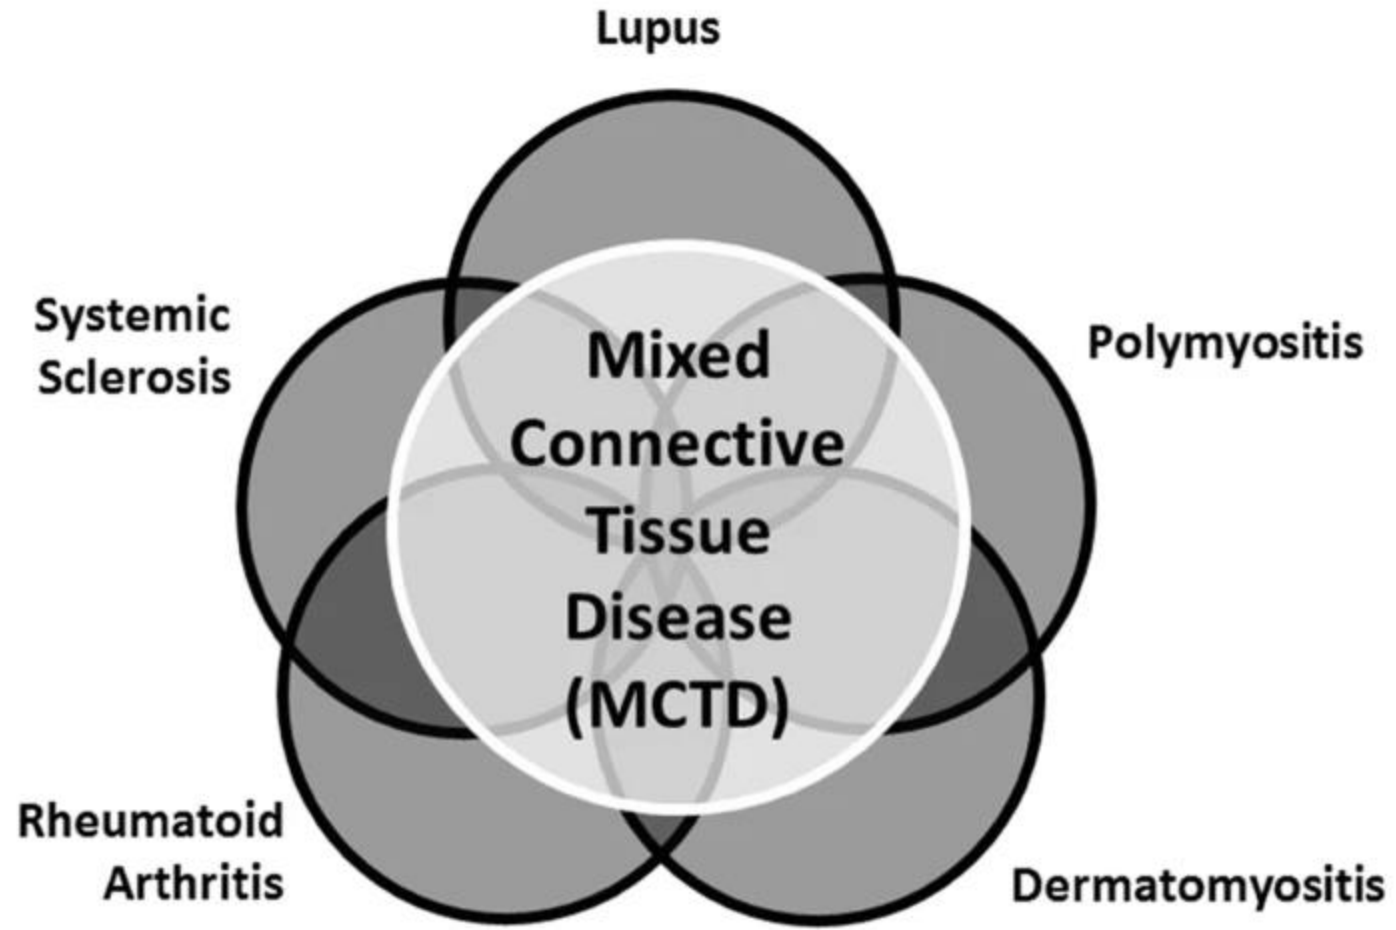 Lupus
Systemic
Sclerosis
Polymyositis
Mixed
Connective
Tissue
Disease
(MCTD)
Rheumatoid
Arthritis
Dermatomyositis